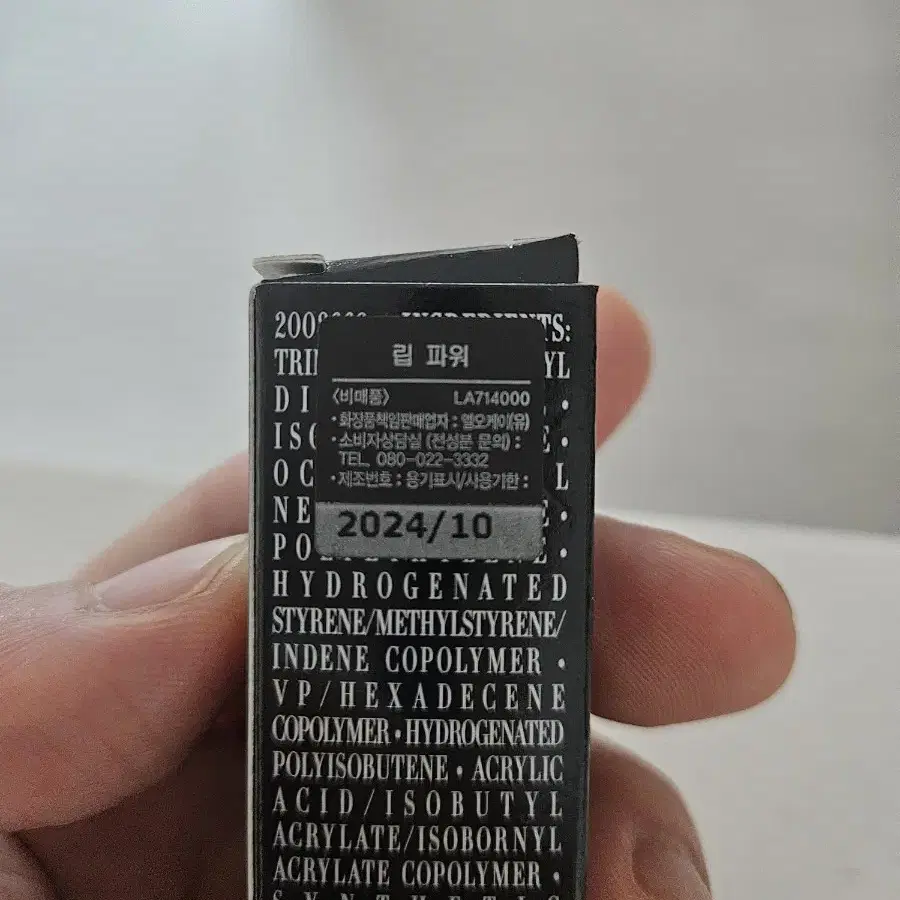 INGREDIENTS:
립 파워
<비매품> LA714000
·화장품책임판매업자 : 엘오케이(유)
·소비자상담실 (전성분 문의) :
TEL. 080-022-3332
·제조번호 : 용기표시/사용기한 :
2024/10
HYDROGENATED
STYRENE/METHYLSTYRENE/
INDENE COPOLYMER •
VP/HEXADECENE
COPOLYMER • HYDROGENATED
POLYISOBUTENE • ACRYLIC
ACID/ISOBUTYL
ACRYLATE/ISOBORNYL
ACRYLATE COPOLYMER •